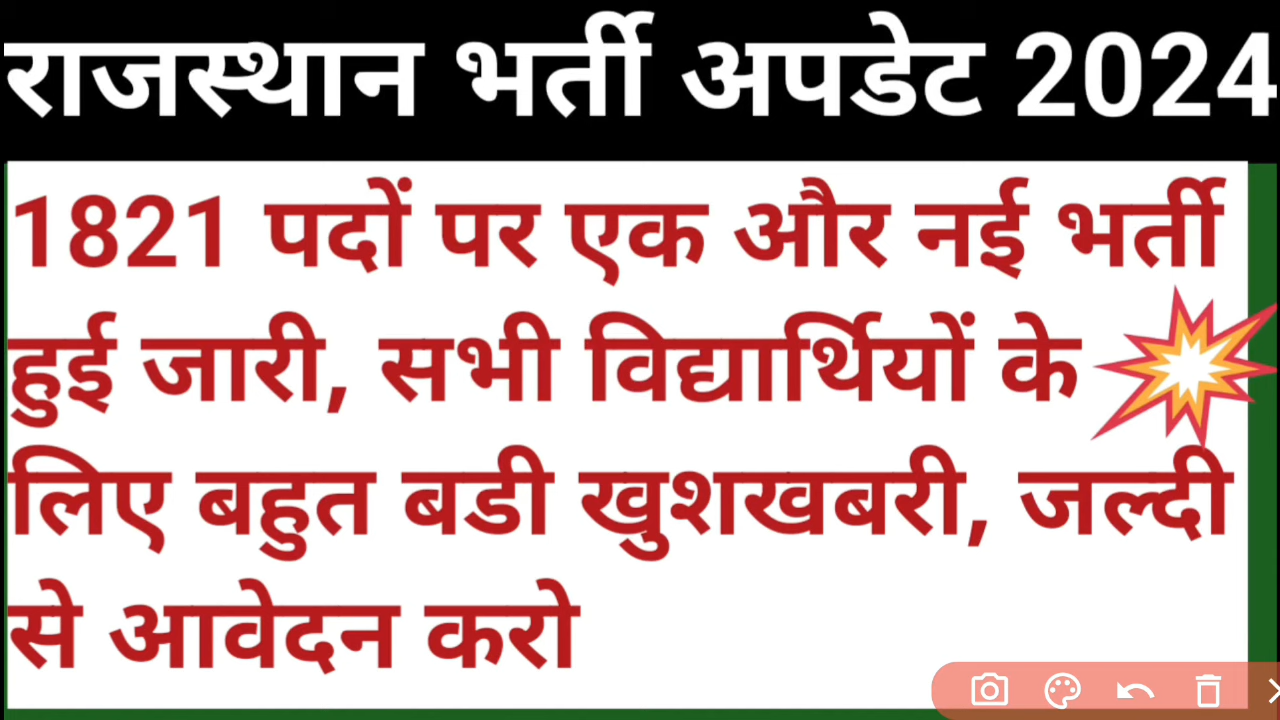 राजस्थान भर्ती अपडेट 2024
1821 पदों पर एक और नई भर्ती
हुई जारी, सभी विद्यार्थियों के
लिए बहुत बडी खुशखबरी, जल्दी
से आवेदन करो